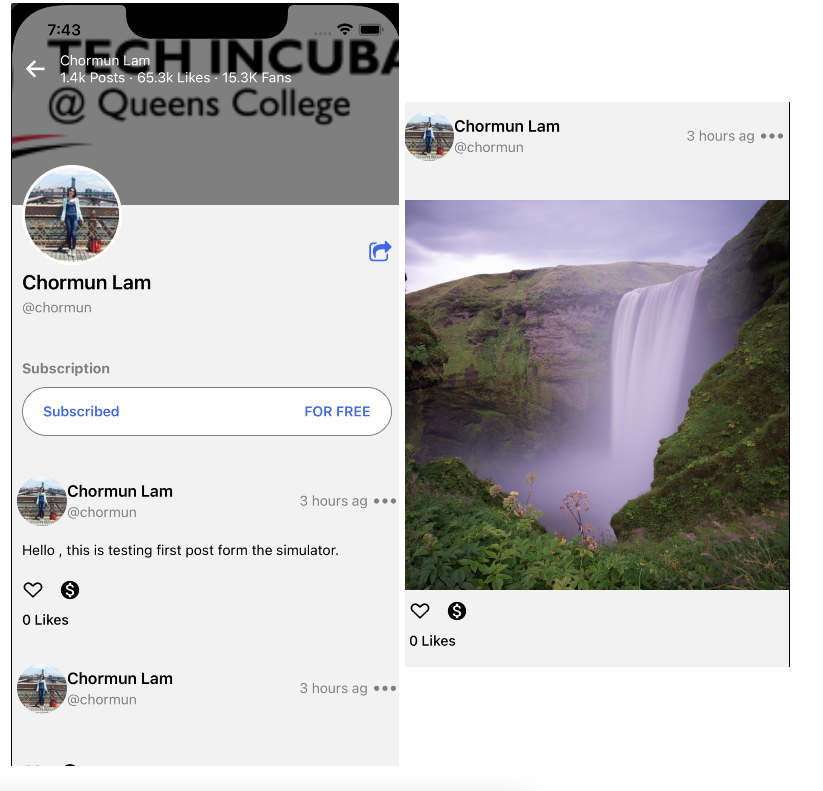 7:43
TECH INCUBA
Chormun Lam
1.4k Posts · 65.3k Likes · 15.3K Fans
@ Queens College
Chormun Lam
@chormun
Subscription
Subscribed FOR FREE
Chormun Lam
@chormun
3 hours ag
Hello , this is testing first post form the simulator.
0 Likes
Chormun Lam
@chormun
3 hours ag
Chormun Lam
@chormun
3 hours ag
0 Likes